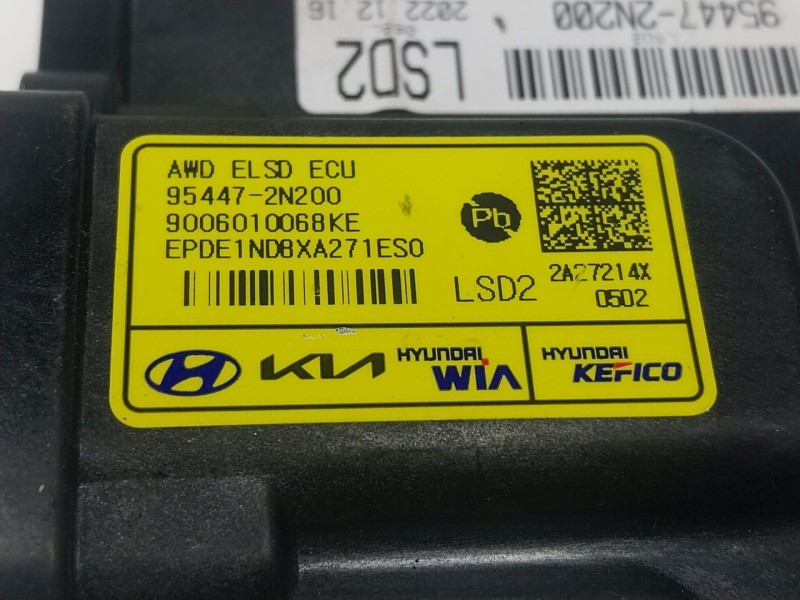 95447-2N200
2022.12.16
LSD2
AWD ELSD ECU
95447-2N200
9006010068KE
EPDE1ND8XA271ES0
Pb
LSD2
2A27214X
0502
KIA
HYUNDAI
WIA
HYUNDAI
KEFICO